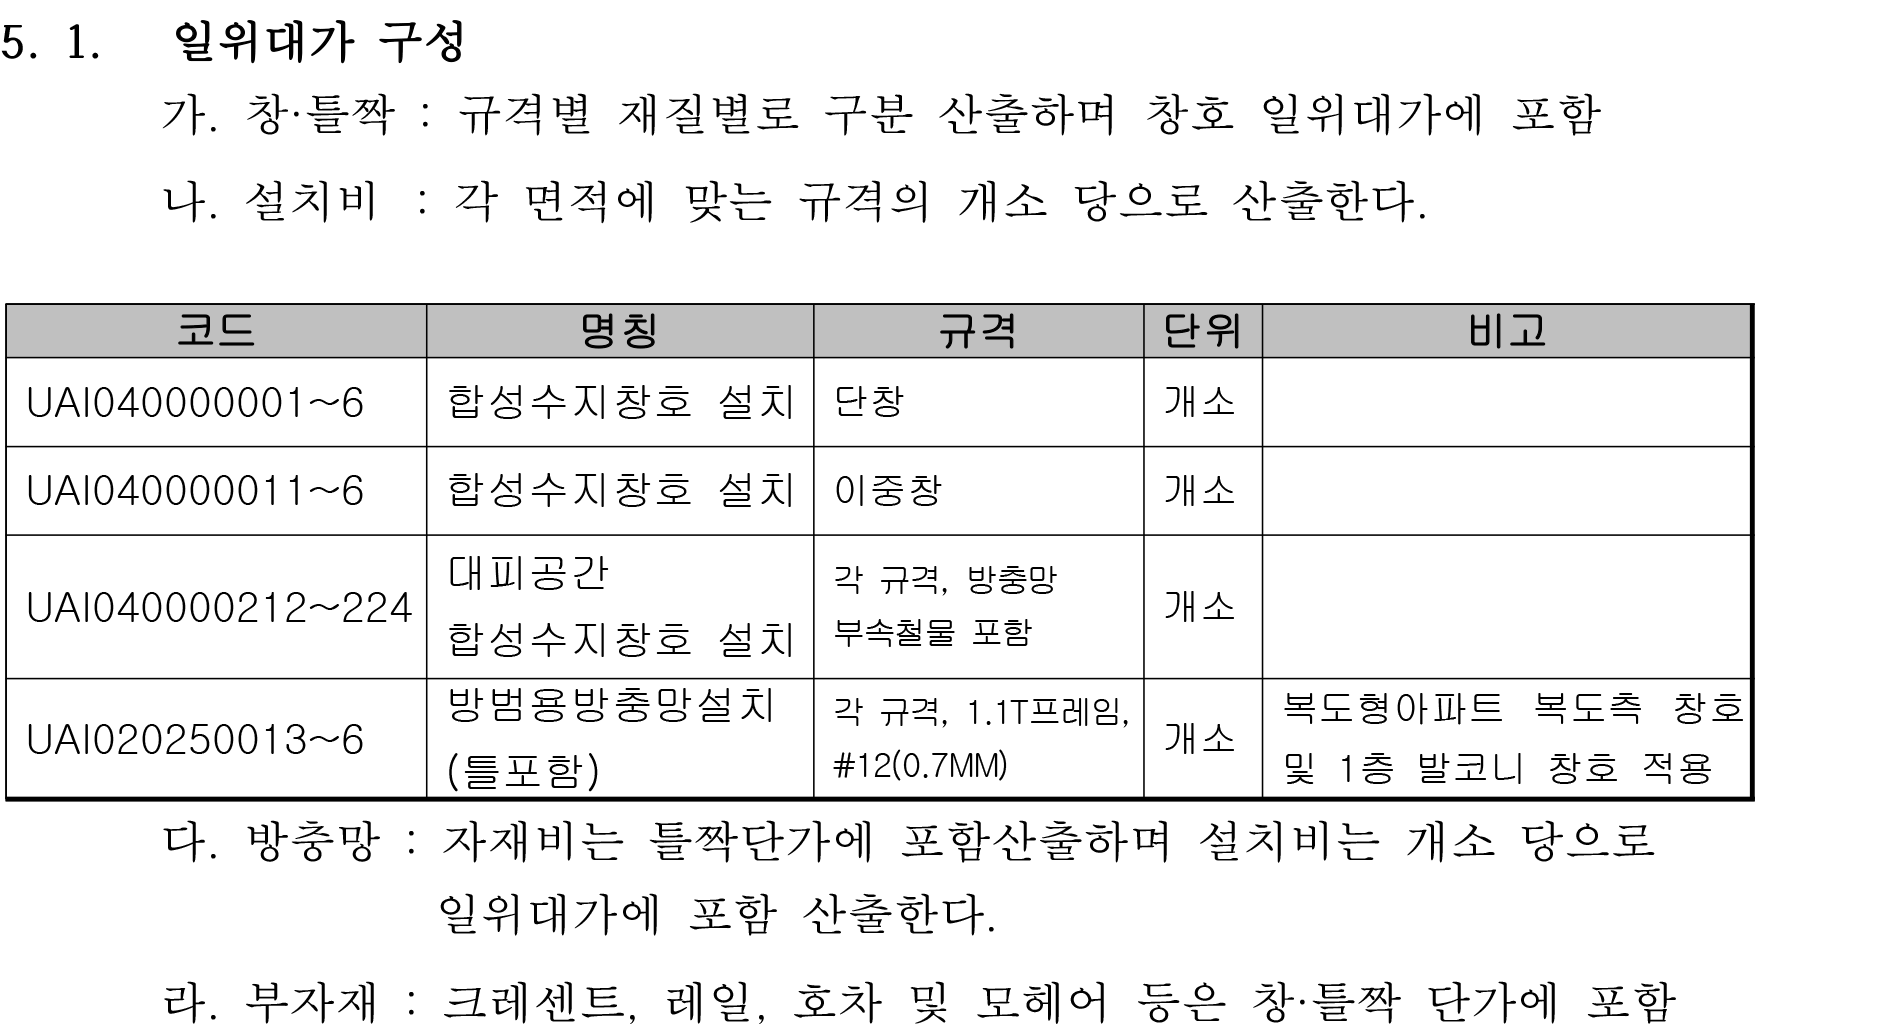 5. 1. 일위대가 구성
가. 창·틀짝 : 규격별 재질별로 구분 산출하며 창호 일위대가에 포함
나. 설치비 : 각 면적에 맞는 규격의 개소 당으로 산출한다.
코드 명칭 규격 단위 비고
UAI040000001~6 합성수지창호 설치 단창 개소
UAI040000011~6 합성수지창호 설치 이중창 개소
UAI040000212~224 대피공간
합성수지창호 설치 각 규격, 방충망
부속철물 포함 개소
UAI020250013~6 방범용방충망설치
(틀포함) 각 규격, 1.1T프레임,
#12(0.7MM) 개소 복도형아파트 복도측 창호
및 1층 발코니 창호 적용
다. 방충망 : 자재비는 틀짝단가에 포함산출하며 설치비는 개소 당으로
일위대가에 포함 산출한다.
라. 부자재 : 크레센트, 레일, 호차 및 모헤어 등은 창·틀짝 단가에 포함